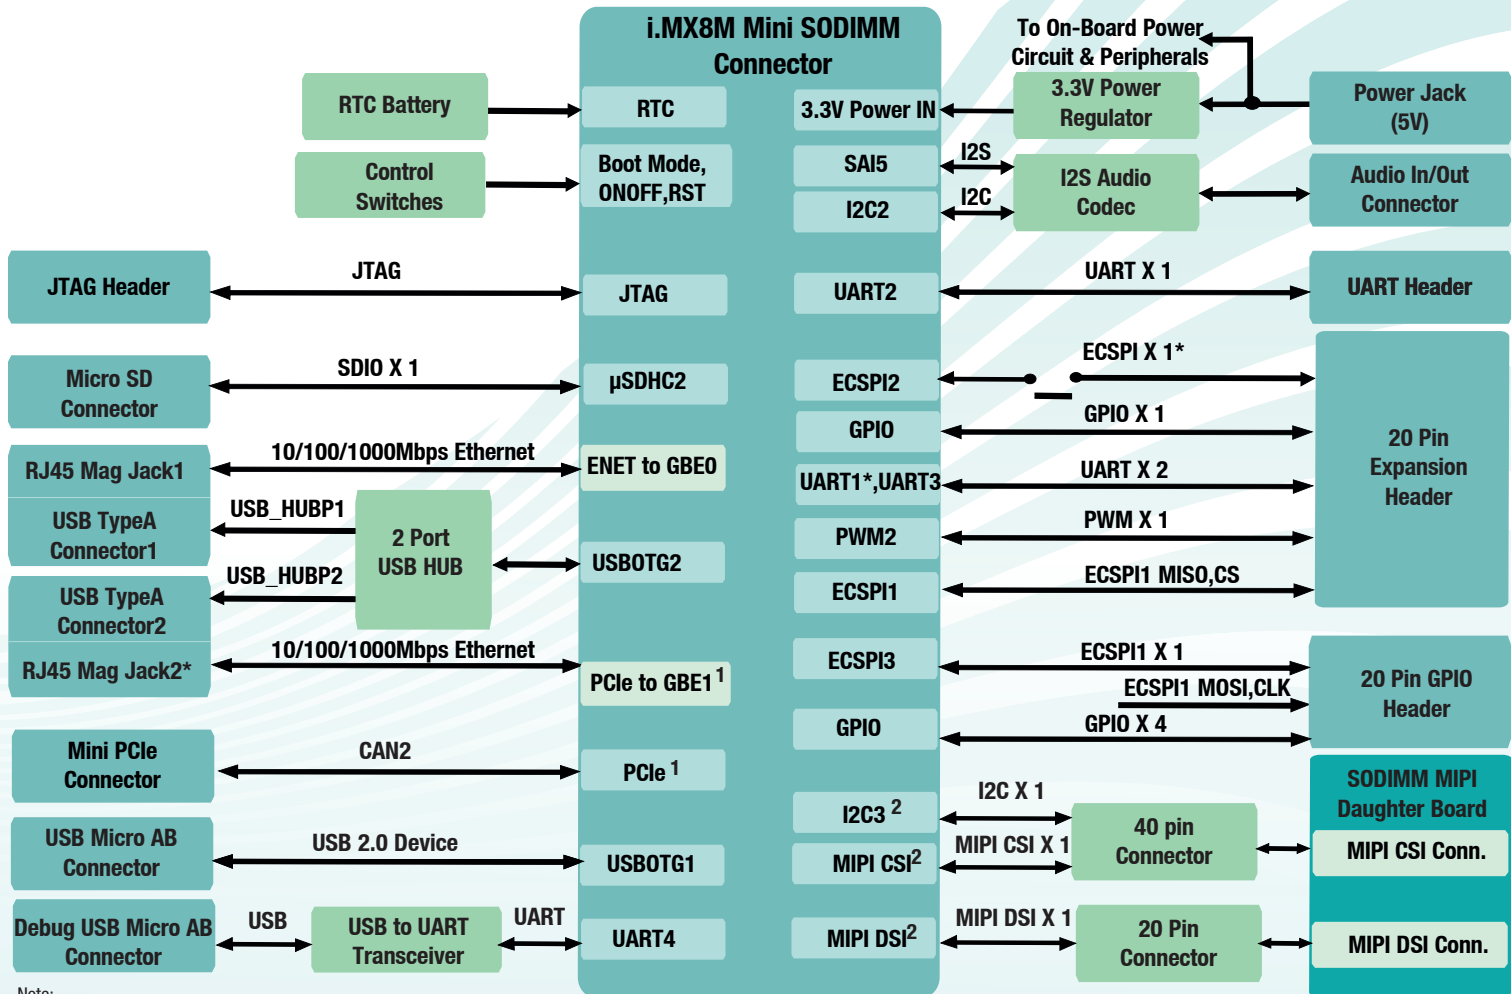 i.MX8M Mini SODIMM
Connector
To On-Board Power
Circuit & Peripherals
RTC Battery
RTC
3.3V Power IN
3.3V Power
Regulator
Power Jack
(5V)
Control
Switches
Boot Mode,
ONOFF,RST
SAI5
I2S
I2C2
I2C
I2S Audio
Codec
Audio In/Out
Connector
JTAG Header
JTAG
JTAG
UART2
UART X 1
UART Header
Micro SD
Connector
SDIO X 1
µSDHC2
ECSPI2
ECSPI X 1*
GPIO
GPIO X 1
20 Pin
Expansion
Header
RJ45 Mag Jack1
10/100/1000Mbps Ethernet
ENET to GBE0
UART1*,UART3
UART X 2
USB TypeA
Connector1
USB_HUBP1
2 Port
USB HUB
USBOTG2
PWM2
PWM X 1
USB TypeA
Connector2
USB_HUBP2
ECSPI1
ECSPI1 MISO,CS
RJ45 Mag Jack2*
10/100/1000Mbps Ethernet
PCIe to GBE1 1
ECSPI3
ECSPI1 X 1
ECSPI1 MOSI,CLK
20 Pin GPIO
Header
GPIO
GPIO X 4
Mini PCIe
Connector
CAN2
PCIe 1
I2C3 2
I2C X 1
SODIMM MIPI
Daughter Board
USB Micro AB
Connector
USB 2.0 Device
USBOTG1
MIPI CSI2
MIPI CSI X 1
40 pin
Connector
MIPI CSI Conn.
Debug USB Micro AB
Connector
USB
USB to UART
Transceiver
UART
UART4
MIPI DSI2
MIPI DSI X 1
20 Pin
Connector
MIPI DSI Conn.
Note: